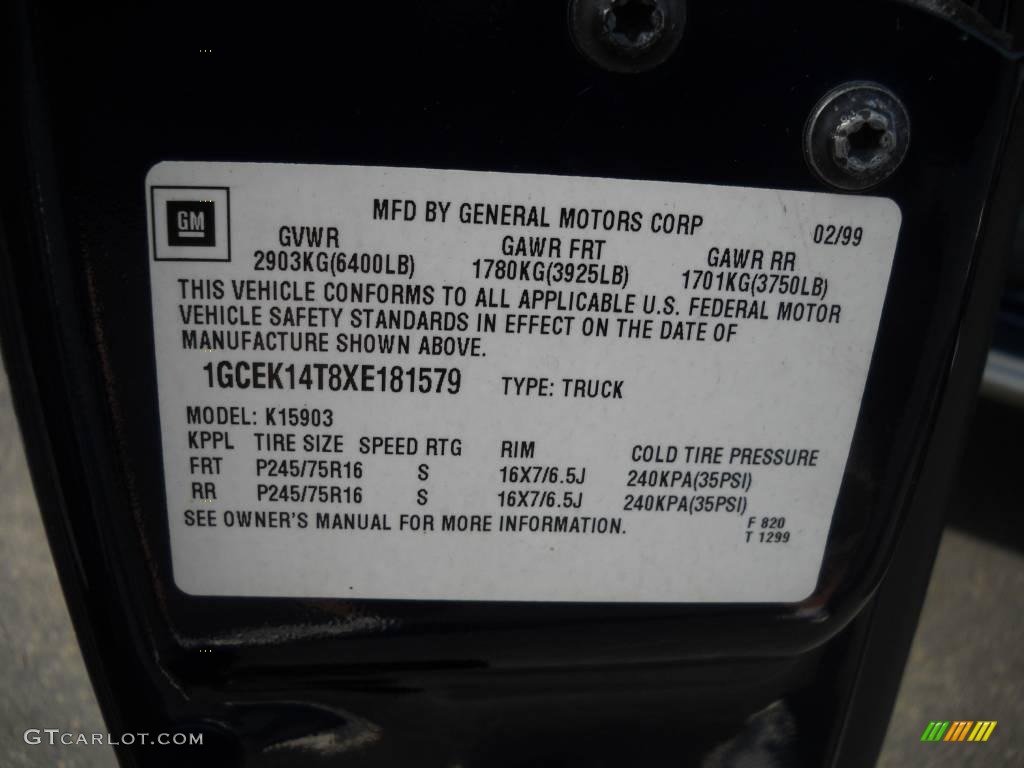 GM
MFD BY GENERAL MOTORS CORP 02/99
GVWR GAWR FRT GAWR RR
2903KG(6400LB) 1780KG(3925LB) 1701KG(3750LB)
THIS VEHICLE CONFORMS TO ALL APPLICABLE U.S. FEDERAL MOTOR
VEHICLE SAFETY STANDARDS IN EFFECT ON THE DATE OF
MANUFACTURE SHOWN ABOVE.
1GCEK14T8XE181579 TYPE: TRUCK
MODEL: K15903
KPPL TIRE SIZE SPEED RTG RIM COLD TIRE PRESSURE
FRT P245/75R16 S 16X7/6.5J 240KPA(35PSI)
RR P245/75R16 S 16X7/6.5J 240KPA(35PSI)
SEE OWNER'S MANUAL FOR MORE INFORMATION.
F 820
T 1299
GTCARLOT.COM